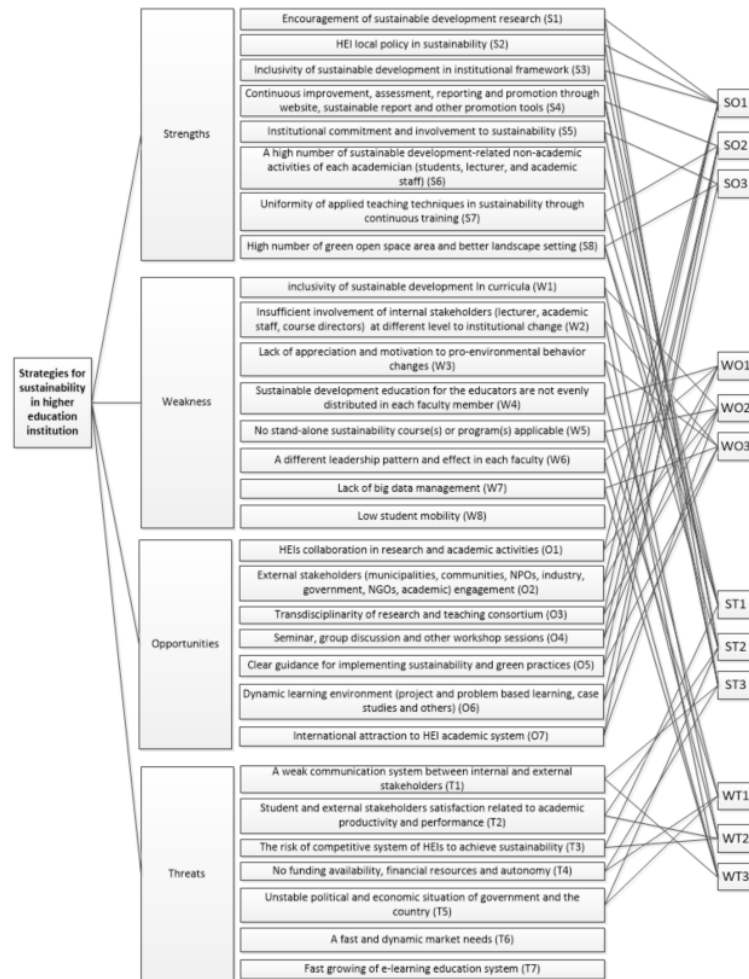 Strategies for
sustainability
in higher
education
institution
Strengths
Encouragement of sustainable development research (S1)
HEI local policy in sustainability (S2)
Inclusivity of sustainable development in institutional framework (S3)
Continuous improvement, assessment, reporting and promotion through
website, sustainable report and other promotion tools (S4)
Institutional commitment and involvement to sustainability (S5)
A high number of sustainable development-related non-academic
activities of each academician (students, lecturer, and academic
staff) (S6)
Uniformity of applied teaching techniques in sustainability through
continuous training (S7)
High number of green open space area and better landscape setting (S8)
Weakness
inclusivity of sustainable development In curricula (W1)
Insufficient involvement of internal stakeholders (lecturer, academic
staff, course directors) at different level to institutional change (W2)
Lack of appreciation and motivation to pro-environmental behavior
changes (W3)
Sustainable development education for the educators are not evenly
distributed in each faculty member (W4)
No stand-alone sustainability course(s) or program(s) applicable (W5)
A different leadership pattern and effect in each faculty (W6)
Lack of big data management (W7)
Low student mobility (W8)
Opportunities
HEIs collaboration in research and academic activities (O1)
External stakeholders (municipalities, communities, NPOs, industry,
government, NGOs, academic) engagement (O2)
Transdisciplinarity of research and teaching consortium (O3)
Seminar, group discussion and other workshop sessions (O4)
Clear guidance for implementing sustainability and green practices (O5)
Dynamic learning environment (project and problem based learning, case
studies and others) (O6)
International attraction to HEI academic system (O7)
Threats
A weak communication system between internal and external
stakeholders (T1)
Student and external stakeholders satisfaction related to academic
productivity and performance (T2)
The risk of competitive system of HEIs to achieve sustainability (T3)
No funding availability, financial resources and autonomy (T4)
Unstable political and economic situation of government and the
country (T5)
A fast and dynamic market needs (T6)
Fast growing of e-learning education system (T7)
SO1
SO2
SO3
WO1
WO2
WO3
ST1
ST2
ST3
WT1
WT2
WT3